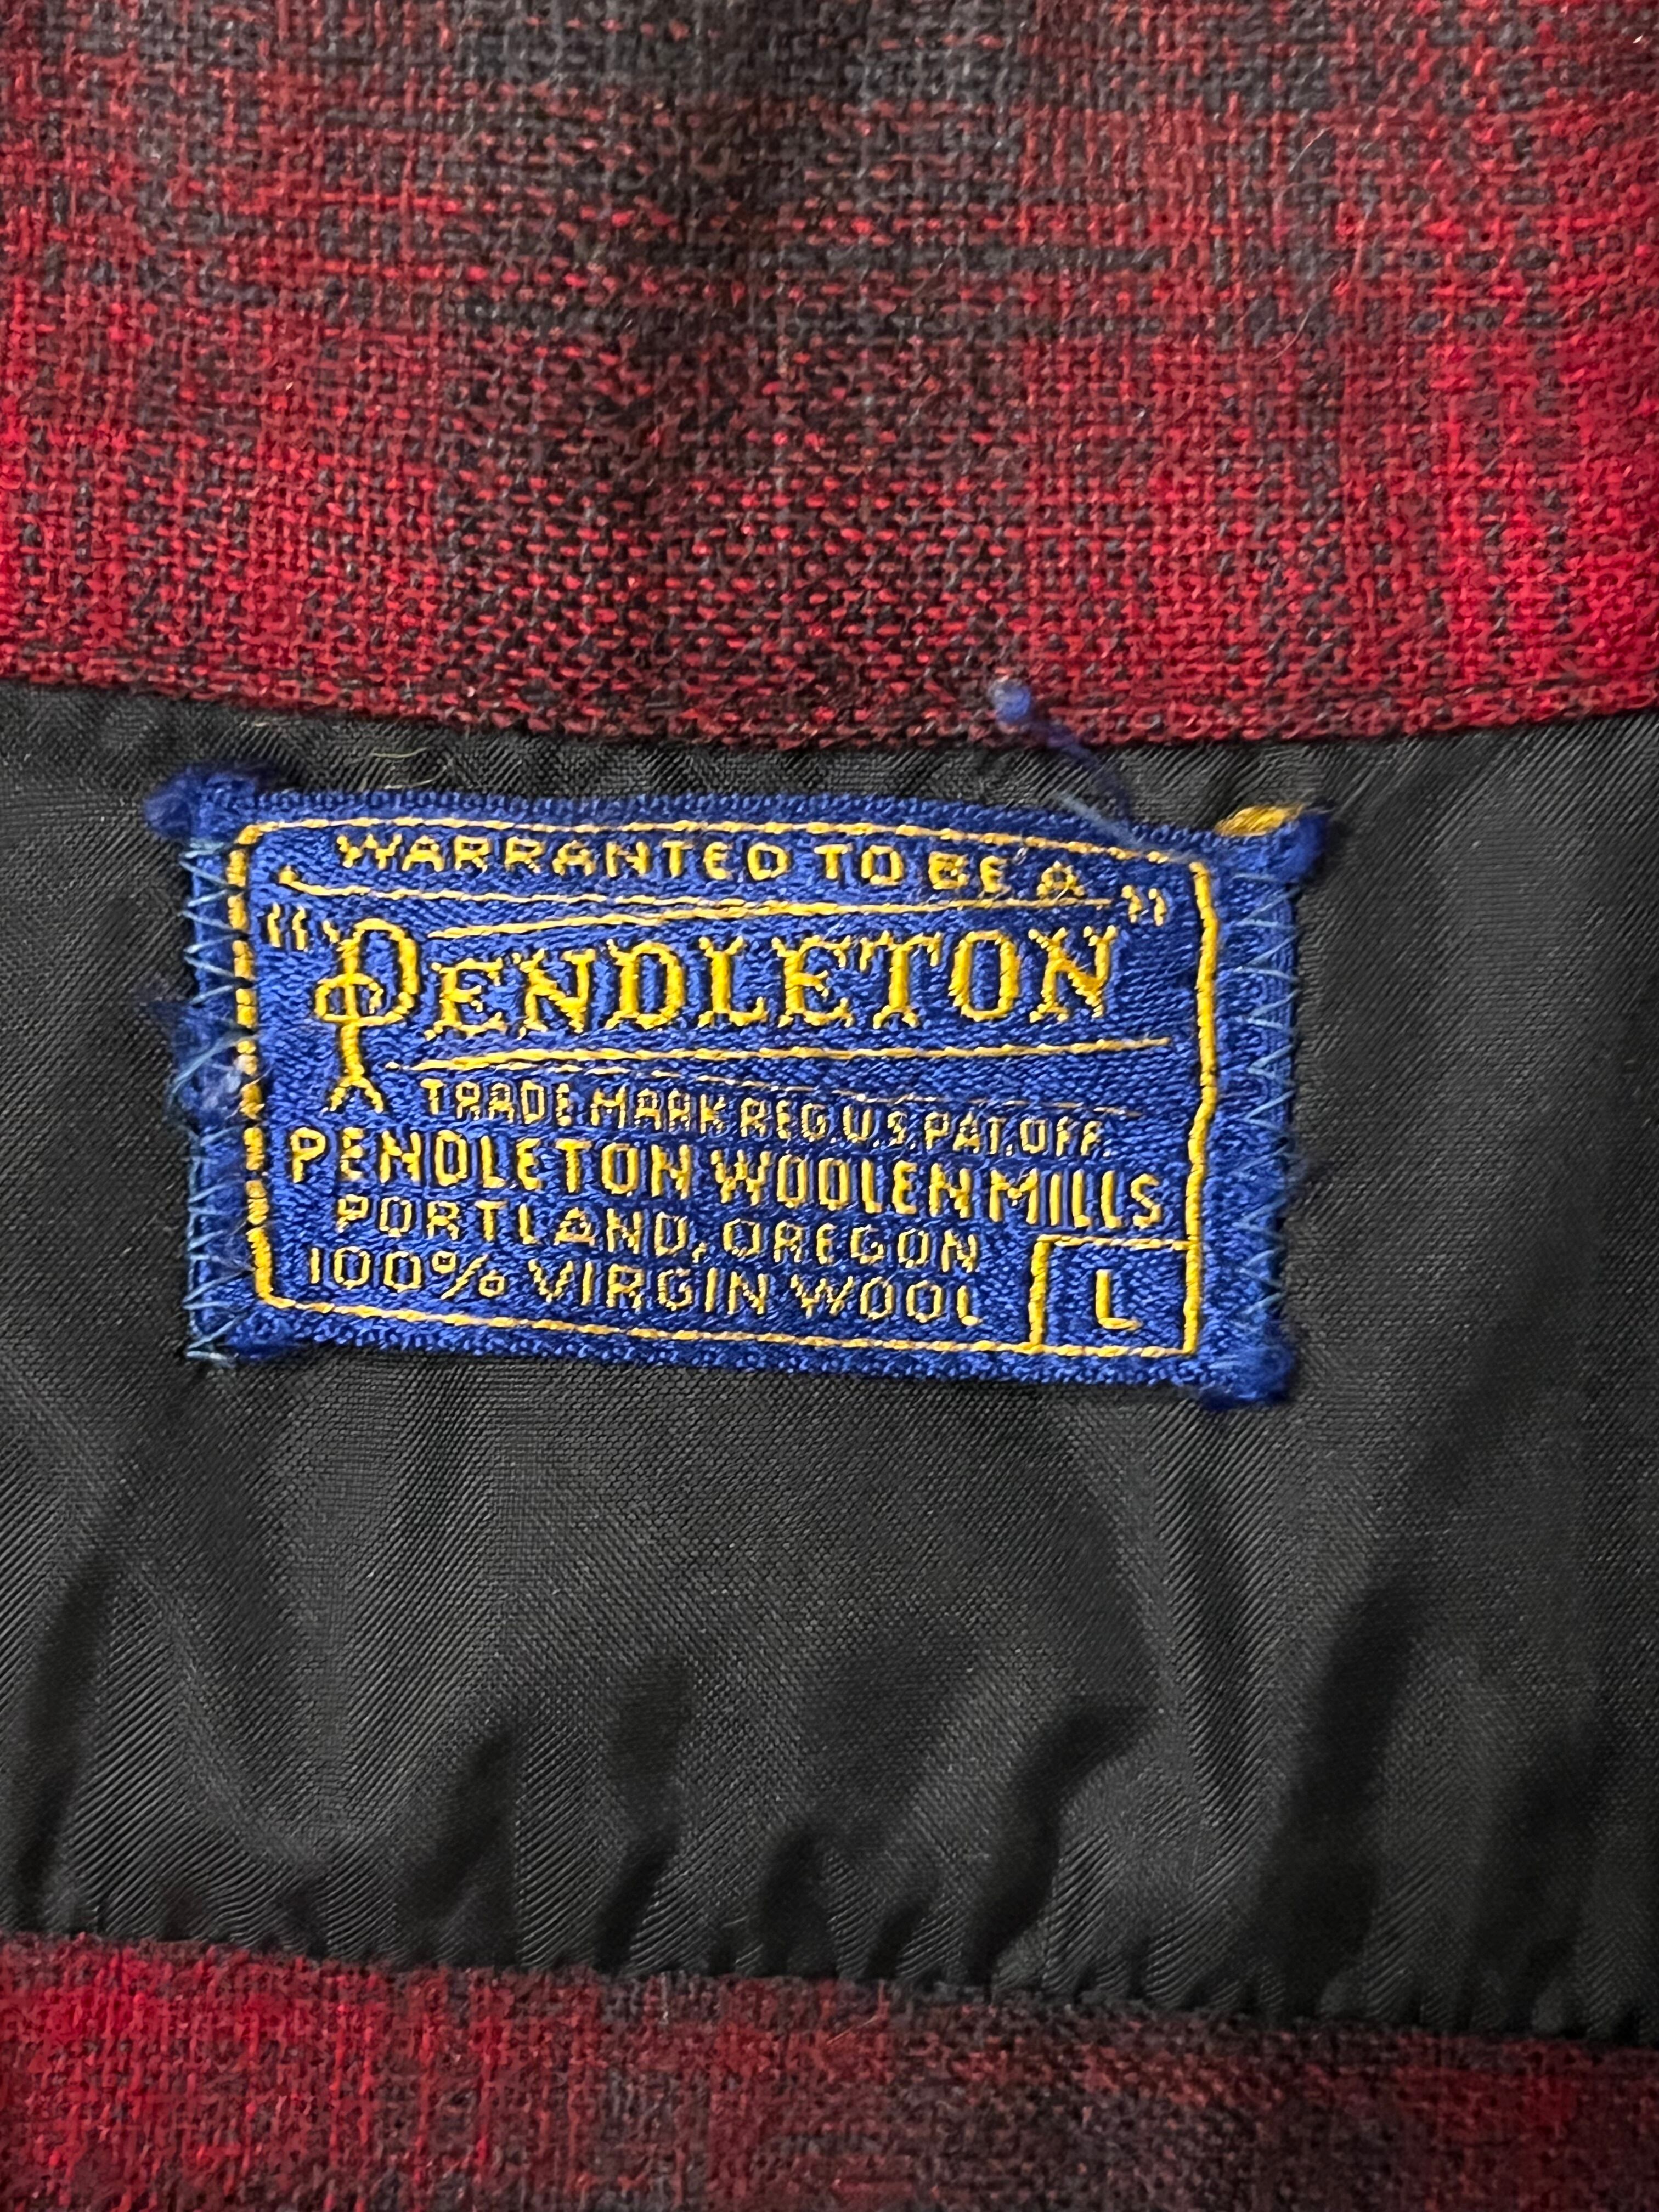 WARRANTED TO BE A
"PENDLETON"
TRADE MARK REG. U.S. PAT. OFF.
PENDLETON WOOLEN MILLS
PORTLAND, OREGON
100% VIRGIN WOOL
L